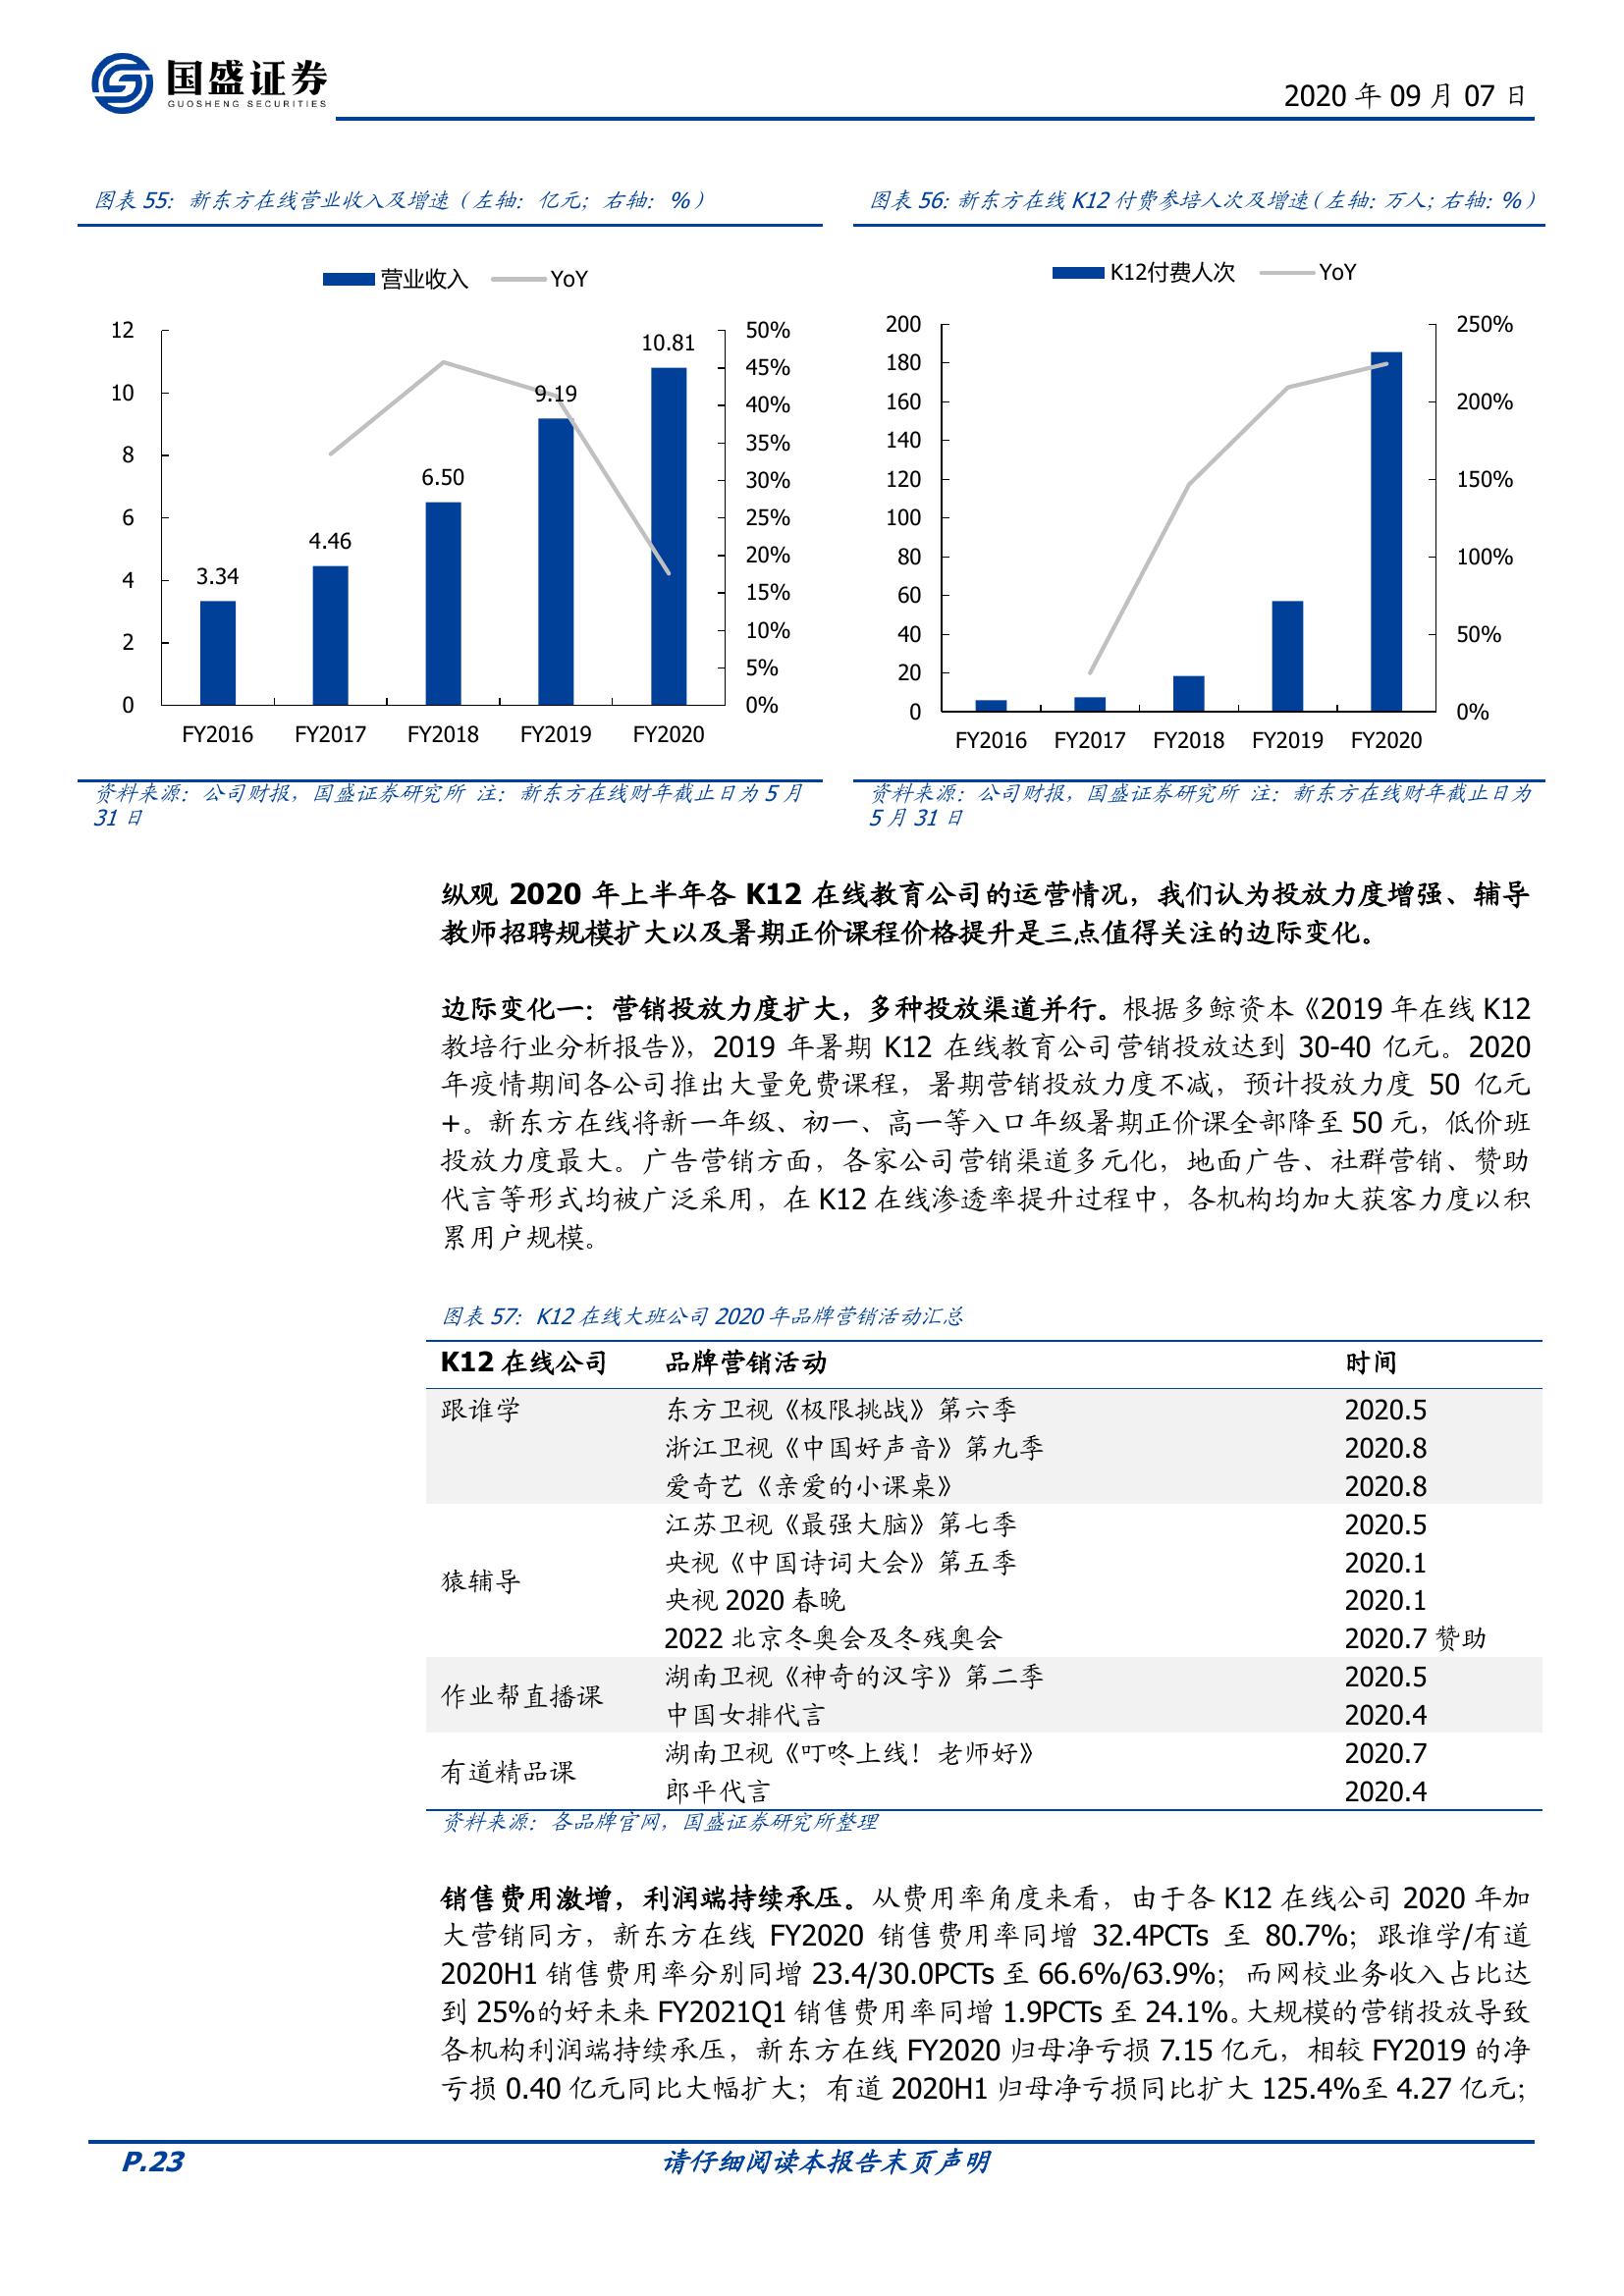 国盛证券
GUOSHENG SECURITIES
2020 年 09 月 07 日
图表 55：新东方在线营业收入及增速（左轴：亿元；右轴：%）
营业收入 YoY
12
10
8
6
4
2
0
50%
45%
40%
35%
30%
25%
20%
15%
10%
5%
0%
3.34
4.46
6.50
9.19
10.81
FY2016 FY2017 FY2018 FY2019 FY2020
资料来源：公司财报，国盛证券研究所 注：新东方在线财年截止日为 5 月
31 日
图表 56：新东方在线 K12 付费参培人次及增速（左轴：万人；右轴：%）
K12付费人次 YoY
200
180
160
140
120
100
80
60
40
20
0
250%
200%
150%
100%
50%
0%
FY2016 FY2017 FY2018 FY2019 FY2020
资料来源：公司财报，国盛证券研究所 注：新东方在线财年截止日为
5 月 31 日
纵观 2020 年上半年各 K12 在线教育公司的运营情况，我们认为投放力度增强、辅导
教师招聘规模扩大以及暑期正价课程价格提升是三点值得关注的边际变化。
边际变化一：营销投放力度扩大，多种投放渠道并行。根据多鲸资本《2019 年在线 K12
教培行业分析报告》，2019 年暑期 K12 在线教育公司营销投放达到 30-40 亿元。2020
年疫情期间各公司推出大量免费课程，暑期营销投放力度不减，预计投放力度 50 亿元
+。新东方在线将新一年级、初一、高一等入口年级暑期正价课全部降至 50 元，低价班
投放力度最大。广告营销方面，各家公司营销渠道多元化，地面广告、社群营销、赞助
代言等形式均被广泛采用，在 K12 在线渗透率提升过程中，各机构均加大获客力度以积
累用户规模。
图表 57：K12 在线大班公司 2020 年品牌营销活动汇总
K12 在线公司 品牌营销活动 时间
跟谁学 东方卫视《极限挑战》第六季 2020.5
浙江卫视《中国好声音》第九季 2020.8
爱奇艺《亲爱的小课桌》 2020.8
江苏卫视《最强大脑》第七季 2020.5
央视《中国诗词大会》第五季 2020.1
猿辅导
央视 2020 春晚 2020.1
2022 北京冬奥会及冬残奥会 2020.7 赞助
湖南卫视《神奇的汉字》第二季 2020.5
作业帮直播课
中国女排代言 2020.4
湖南卫视《叮咚上线！老师好》 2020.7
有道精品课
郎平代言 2020.4
资料来源：各品牌官网，国盛证券研究所整理
销售费用激增，利润端持续承压。从费用率角度来看，由于各 K12 在线公司 2020 年加
大营销同方，新东方在线 FY2020 销售费用率同增 32.4PCTs 至 80.7%；跟谁学/有道
2020H1 销售费用率分别同增 23.4/30.0PCTs 至 66.6%/63.9%；而网校业务收入占比达
到 25%的好未来 FY2021Q1 销售费用率同增 1.9PCTs 至 24.1%。大规模的营销投放导致
各机构利润端持续承压，新东方在线 FY2020 归母净亏损 7.15 亿元，相较 FY2019 的净
亏损 0.40 亿元同比大幅扩大；有道 2020H1 归母净亏损同比扩大 125.4%至 4.27 亿元；
P.23 请仔细阅读本报告末页声明